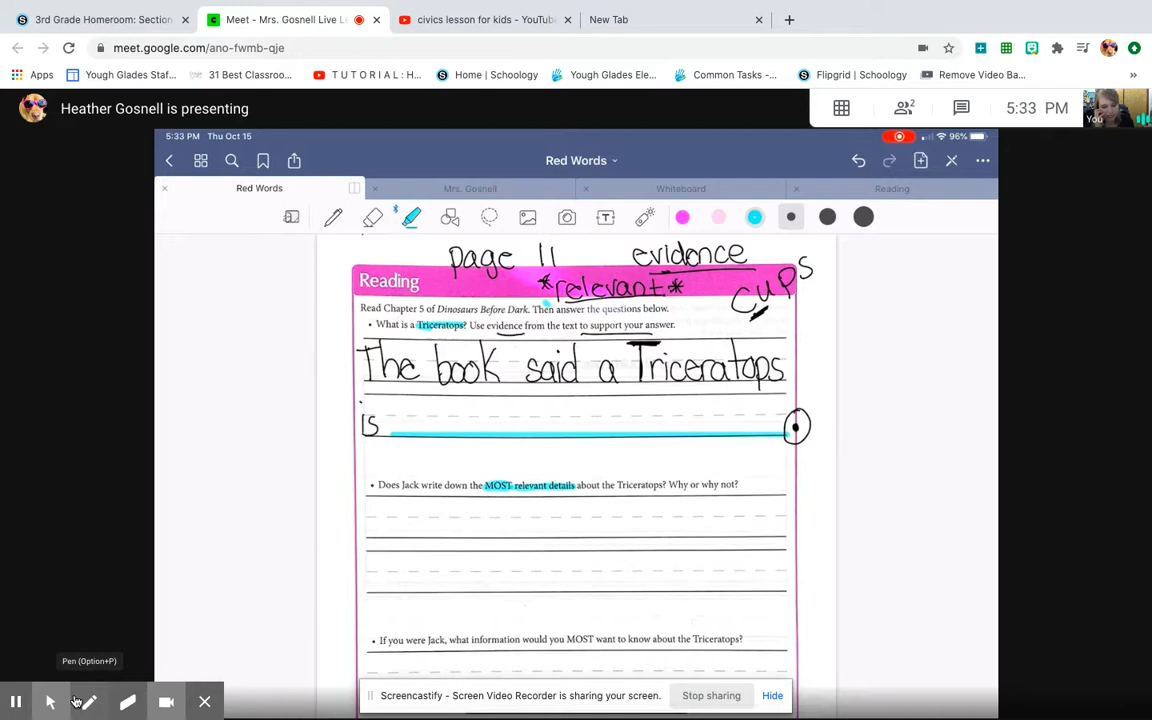 3rd Grade Homeroom: Section
Meet - Mrs. Gosnell Live L
civics lesson for kids - YouTub
New Tab
meet.google.com/ano-fwmb-qje
Apps
Yough Glades Staf...
31 Best Classroo...
T U T O R I A L : H...
Home | Schoology
Yough Glades Ele...
Common Tasks -...
Flipgrid | Schoology
Remove Video Ba...
Heather Gosnell is presenting
2
5:33 PM
You
5:33 PM Thu Oct 15
96%
Red Words
Red Words
Mrs. Gosnell
Whiteboard
Reading
page 11 evidence
Reading
*relevant*
CUPS
Read Chapter 5 of Dinosaurs Before Dark. Then answer the questions below.
• What is a Triceratops? Use evidence from the text to support your answer.
The book said a Triceratops
is .
• Does Jack write down the MOST relevant details about the Triceratops? Why or why not?
• If you were Jack, what information would you MOST want to know about the Triceratops?
Pen (Option+P)
Screencastify - Screen Video Recorder is sharing your screen.
Stop sharing
Hide